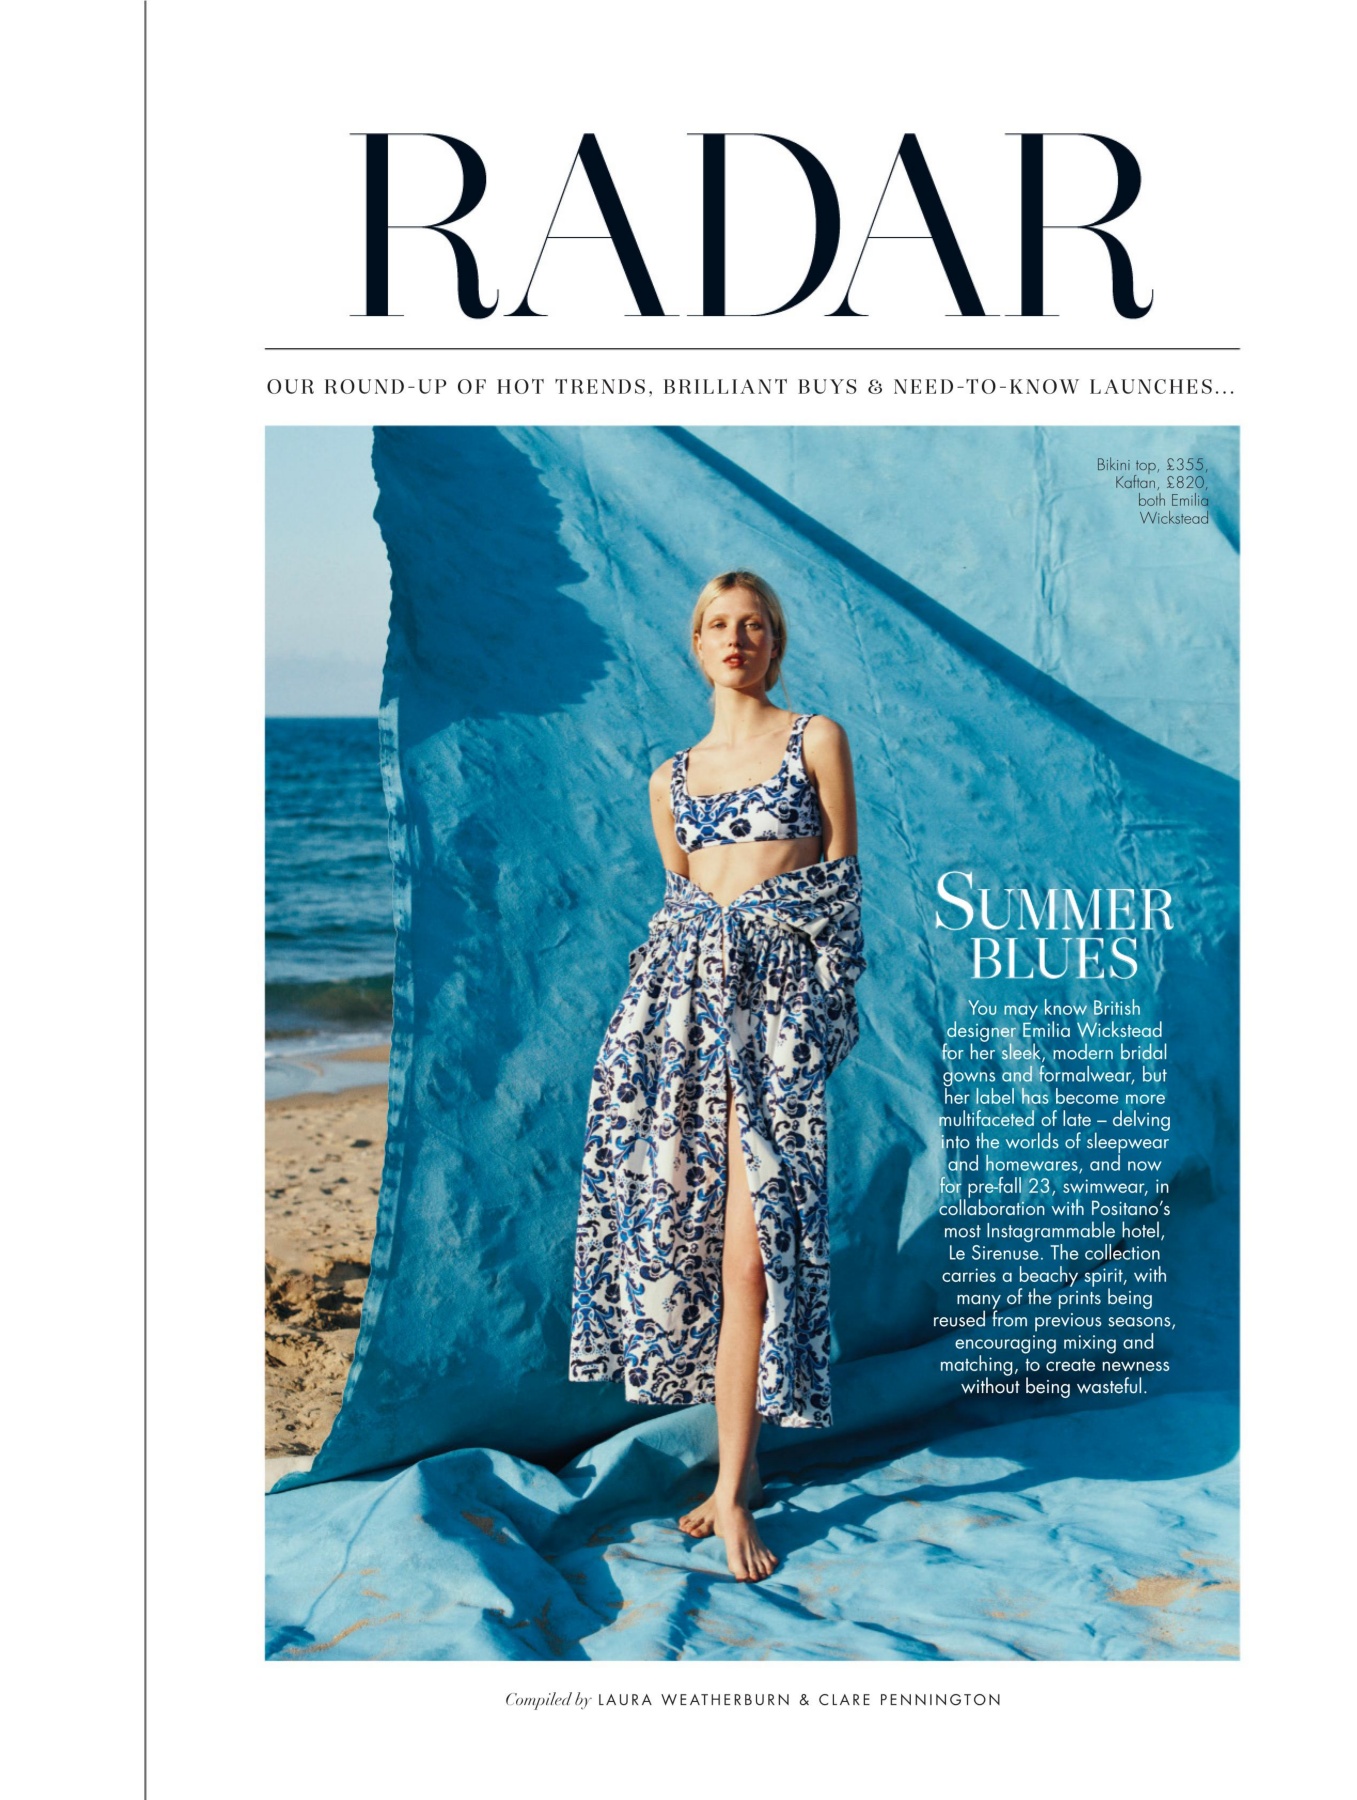 RADAR
OUR ROUND-UP OF HOT TRENDS, BRILLIANT BUYS & NEED-TO-KNOW LAUNCHES...
Bikini top, £355,
Kaftan, £820,
both Emilia
Wickstead
SUMMER
BLUES
You may know British
designer Emilia Wickstead
for her sleek, modern bridal
gowns and formalwear, but
her label has become more
multifaceted of late – delving
into the worlds of sleepwear
and homewares, and now
for pre-fall 23, swimwear, in
collaboration with Positano’s
most Instagrammable hotel,
Le Sirenuse. The collection
carries a beachy spirit, with
many of the prints being
reused from previous seasons,
encouraging mixing and
matching, to create newness
without being wasteful.
Compiled by LAURA WEATHERBURN & CLARE PENNINGTON